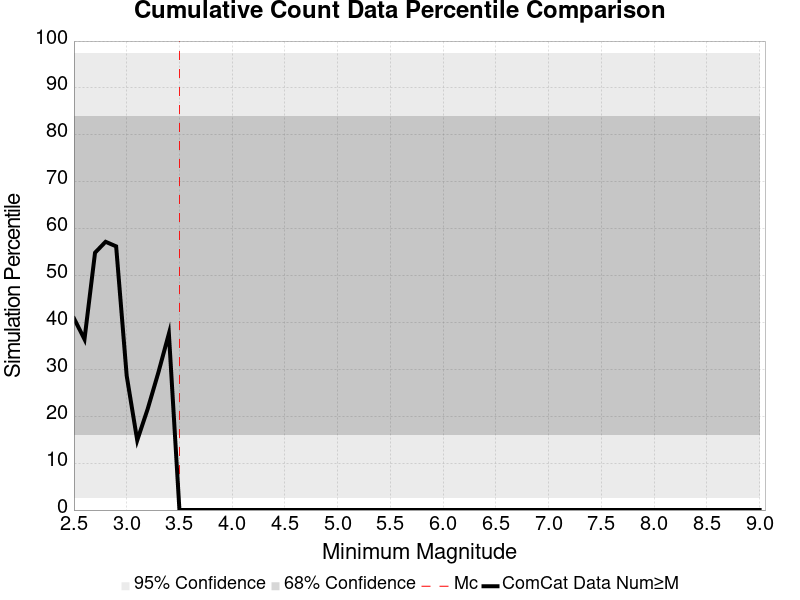 Cumulative Count Data Percentile Comparison
100
90
80
70
60
50
40
30
20
10
0
Simulation Percentile
2.5 3.0 3.5 4.0 4.5 5.0 5.5 6.0 6.5 7.0 7.5 8.0 8.5 9.0
Minimum Magnitude
95% Confidence 68% Confidence Mc ComCat Data Num≥M